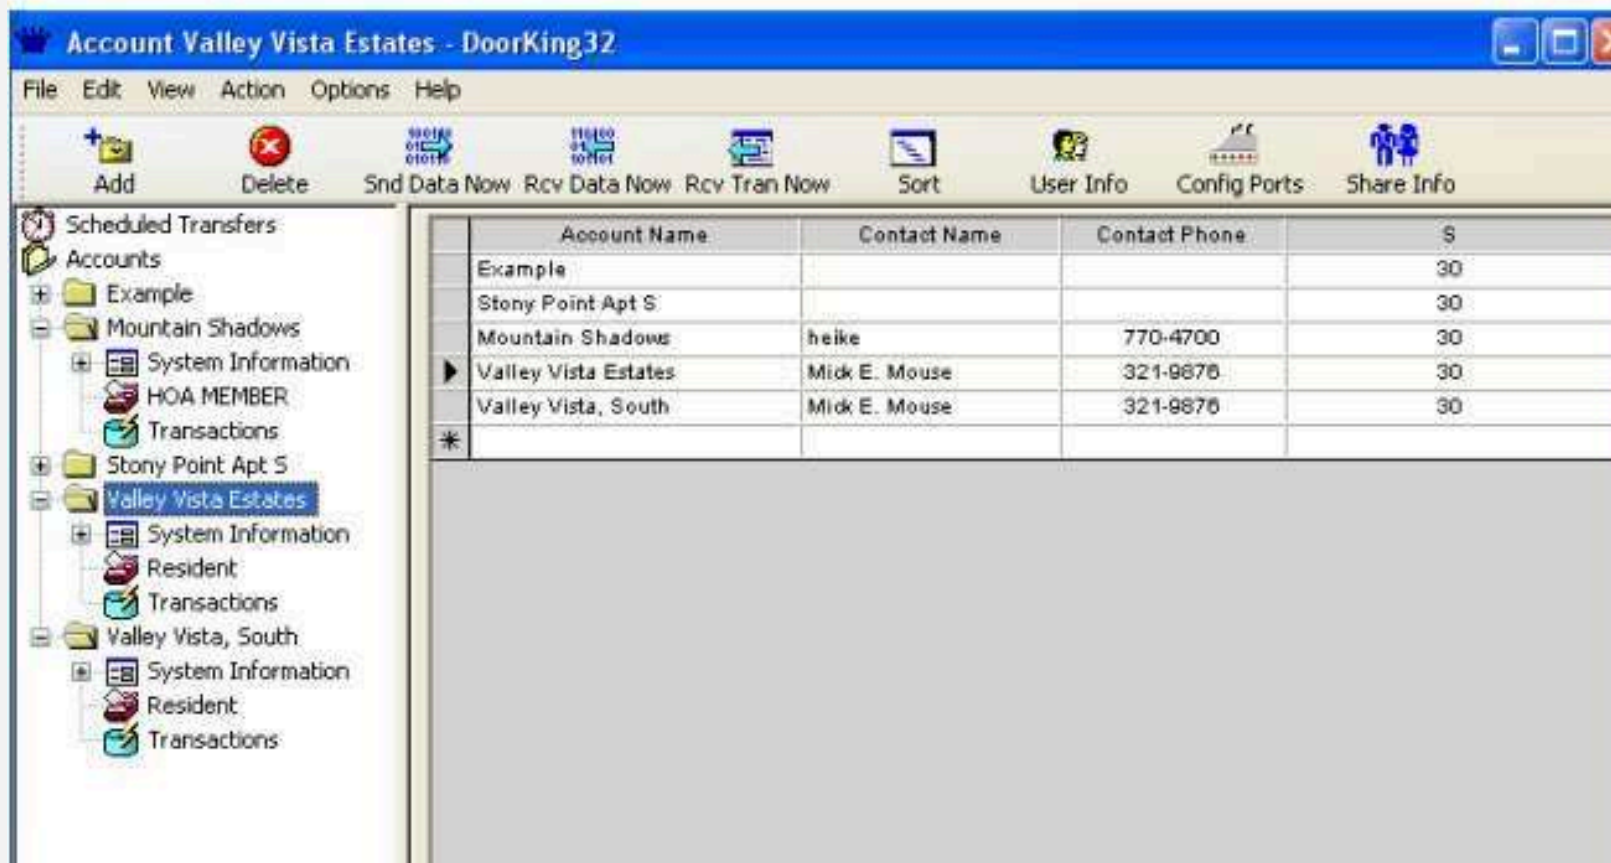 Account Valley Vista Estates - DoorKing32
File Edit View Action Options Help
Add Delete Snd Data Now Rcv Data Now Rcv Tran Now Sort User Info Config Ports Share Info
Scheduled Transfers
Accounts
Example
Mountain Shadows
System Information
HOA MEMBER
Transactions
Stony Point Apt S
Valley Vista Estates
System Information
Resident
Transactions
Valley Vista, South
System Information
Resident
Transactions
Account Name Contact Name Contact Phone S
Example 30
Stony Point Apt S 30
Mountain Shadows heike 770-4700 30
Valley Vista Estates Mick E. Mouse 321-9876 30
Valley Vista, South Mick E. Mouse 321-9876 30